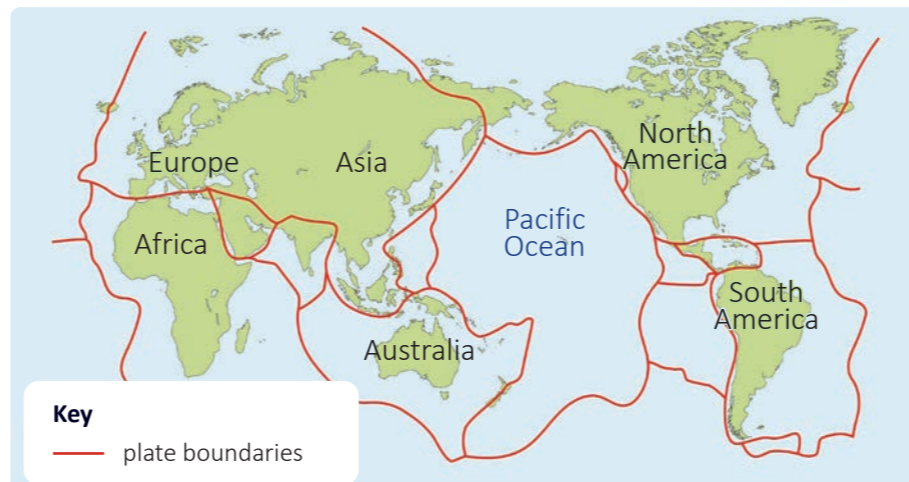 North
America
Europe
Asia
Pacific
Ocean
Africa
South
America
Australia
Key
plate boundaries